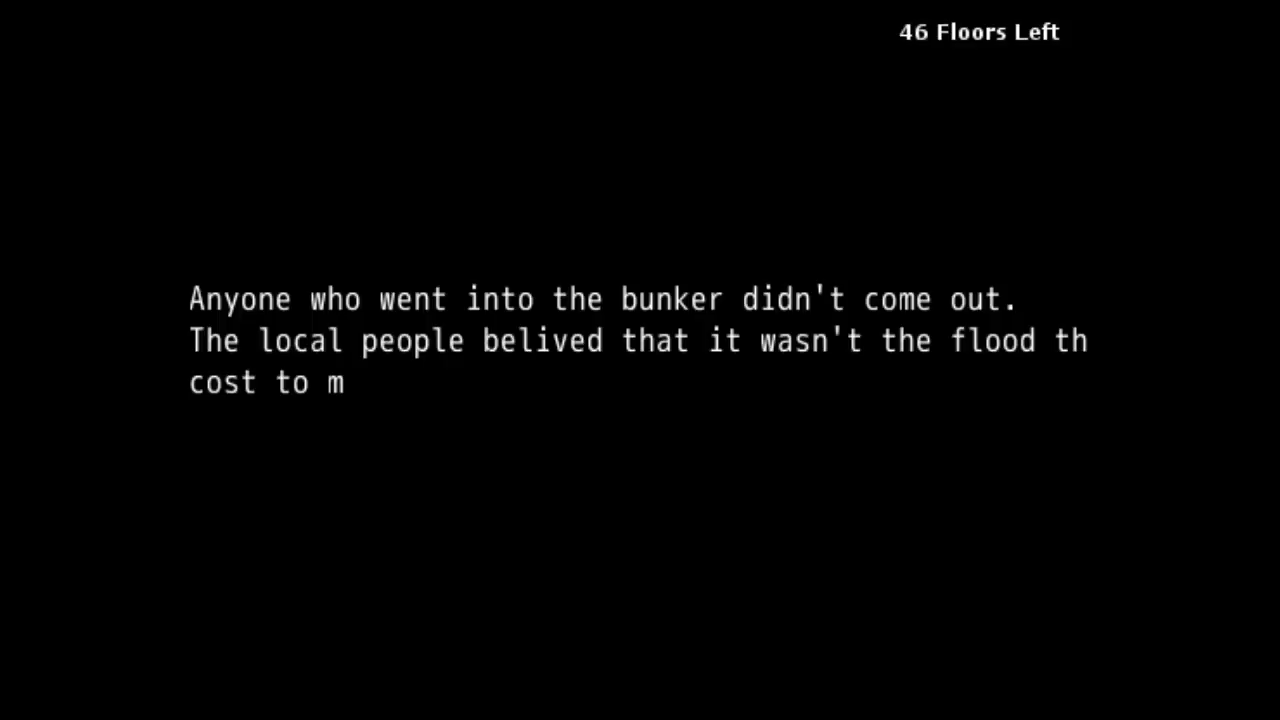 46 Floors Left
Anyone who went into the bunker didn't come out.
The local people belived that it wasn't the flood th
cost to m